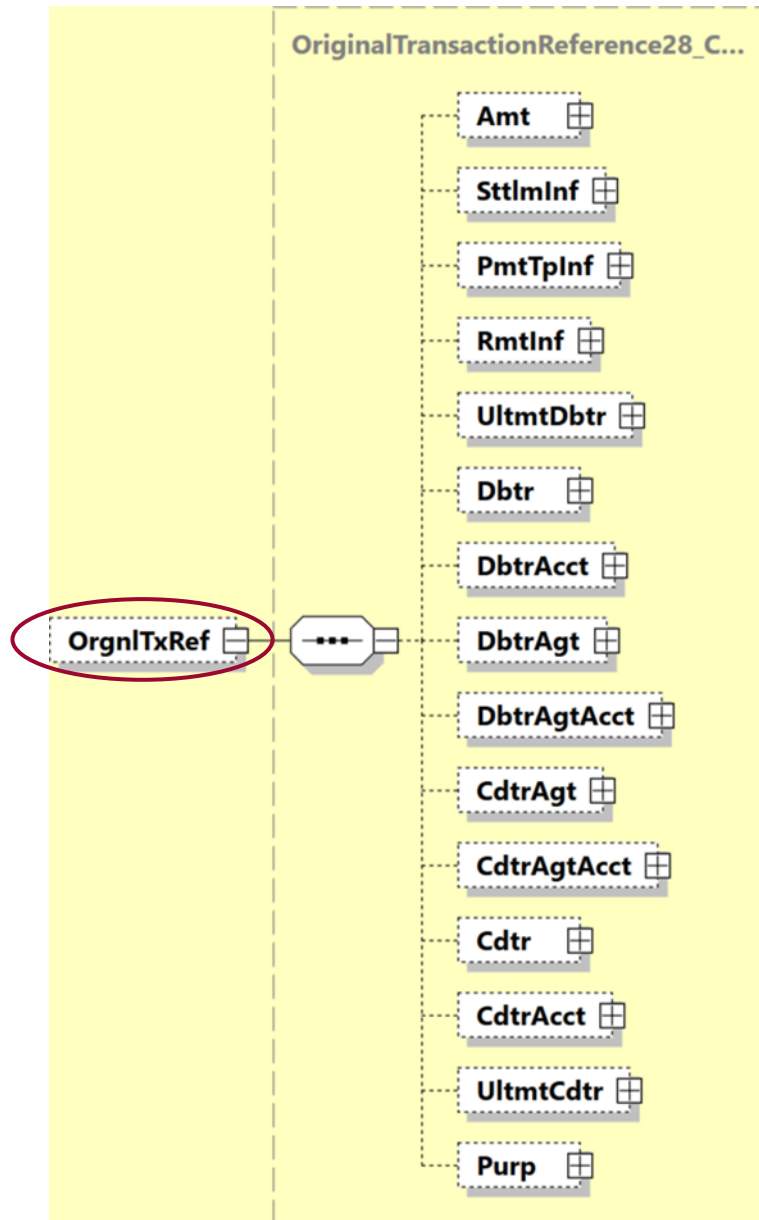 OriginalTransactionReference28_C...
Amt
SttlmInf
PmtTpInf
RmtInf
UltmtDbtr
Dbtr
DbtrAcct
OrgnlTxRef
DbtrAgt
DbtrAgtAcct
CdtrAgt
CdtrAgtAcct
Cdtr
CdtrAcct
UltmtCdtr
Purp